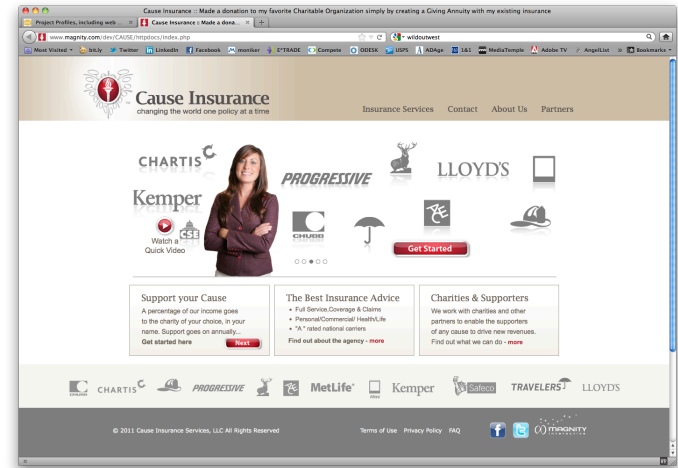 Cause Insurance :: Made a donation to my favorite Charitable Organization simply by creating a Giving Annuity with my existing insurance
Project Profiles, including web ...
Cause Insurance :: Made a dona...
www.magnity.com/dev/CAUSE/httpdocs/index.php
wildoutwest
Most Visited
bit.ly
Twitter
LinkedIn
Facebook
moniker
E*TRADE
Compete
ODESK
USPS
ADAge
1&1
MediaTemple
Adobe TV
AngelList
Bookmarks
Cause Insurance
changing the world one policy at a time
Insurance Services
Contact
About Us
Partners
CHARTIS
PROGRESSIVE
LLOYD'S
Kemper
CSE
CHUBB
ACE
Watch a
Quick Video
Get Started
Support your Cause
A percentage of our income goes
to the charity of your choice, in your
name. Support goes on annually...
Get started here
Next
The Best Insurance Advice
• Full Service,Coverage & Claims
• Personal/Commercial/ Health/Life
• "A " rated national carriers
Find out about the agency - more
Charities & Supporters
We work with charities and other
partners to enable the supporters
of any cause to drive new revenues.
Find out what we can do - more
CHUBB
CHARTIS
PROGRESSIVE
ACE
MetLife
Allied
Kemper
Safeco
TRAVELERS
LLOYD'S
© 2011 Cause Insurance Services, LLC All Rights Reserved
Terms of Use
Privacy Policy
FAQ
MAGNITY
INTERACTIVE